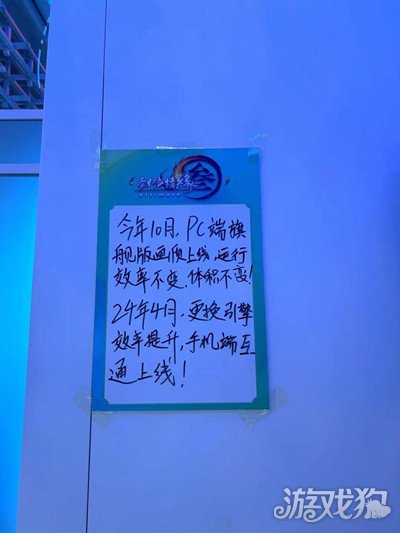 剑侠情缘 叁
Ultimate
今年10月，PC端旗
舰版画质上线，运行
效率不变，体积不变！
24年4月，更换引擎
效率提升，手机端互
通上线！
游戏狗